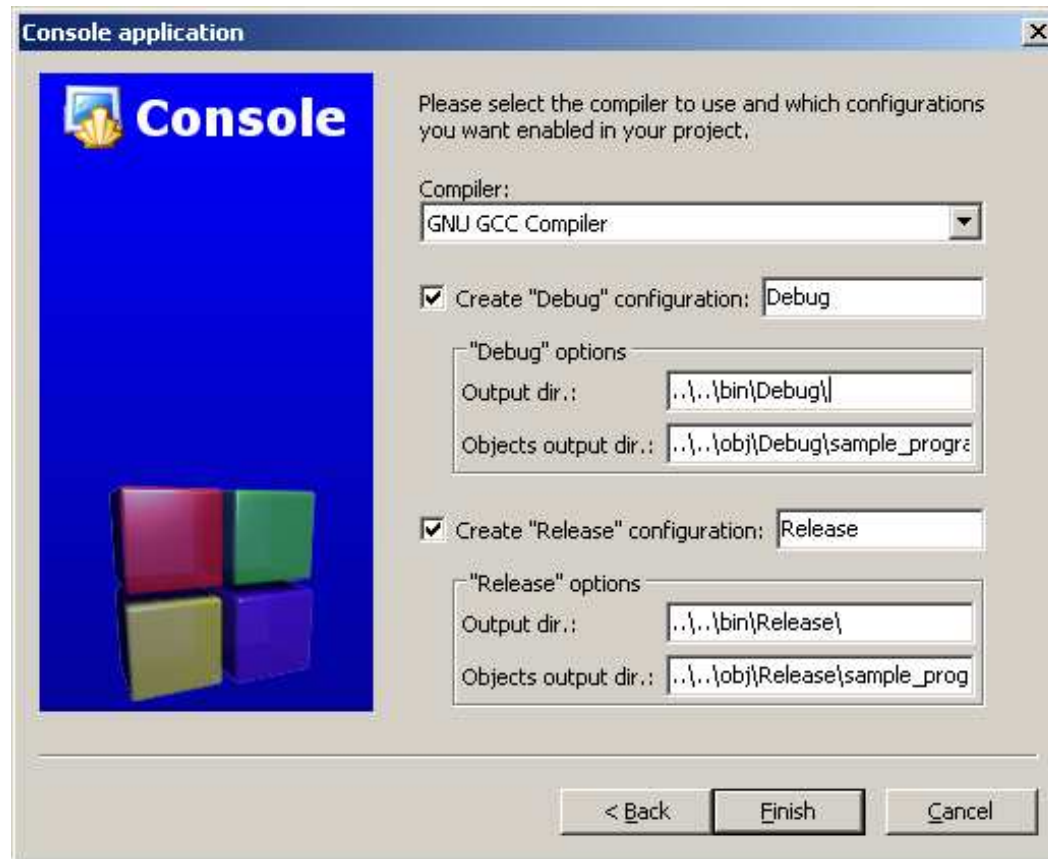 Console application
Console
Please select the compiler to use and which configurations
you want enabled in your project.
Compiler:
GNU GCC Compiler
Create "Debug" configuration: Debug
"Debug" options
Output dir.: ..\..\bin\Debug\
Objects output dir.: ..\..\obj\Debug\sample_progra
Create "Release" configuration: Release
"Release" options
Output dir.: ..\..\bin\Release\
Objects output dir.: ..\..\obj\Release\sample_prog
< Back Finish Cancel